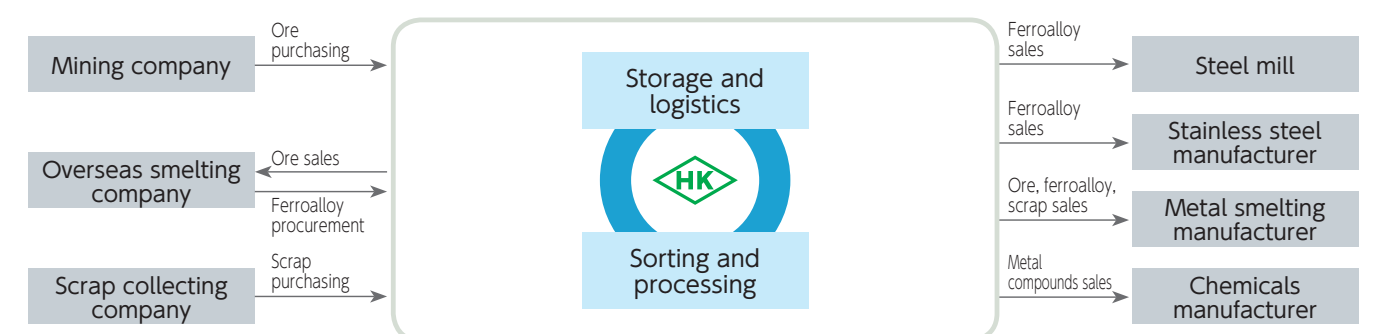 Ore
purchasing
Mining company
Overseas smelting
company
Ore sales
Ferroalloy
procurement
Scrap collecting
company
Scrap
purchasing
Storage and
logistics
HK
Sorting and
processing
Ferroalloy
sales
Steel mill
Ferroalloy
sales
Stainless steel
manufacturer
Ore, ferroalloy,
scrap sales
Metal smelting
manufacturer
Metal
compounds sales
Chemicals
manufacturer